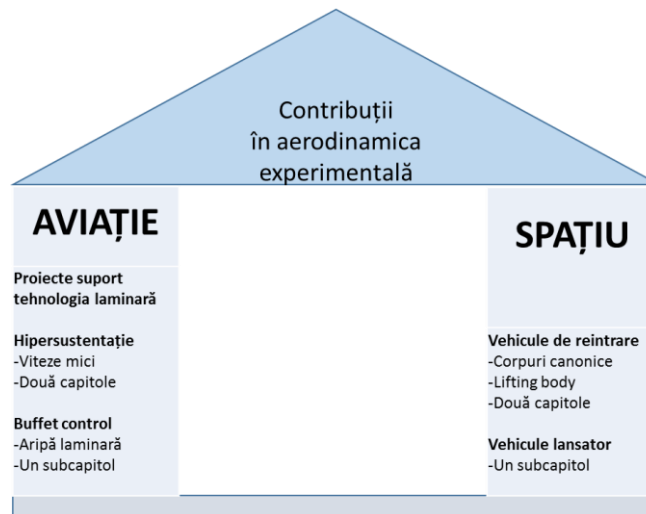 Contribuții
în aerodinamica
experimentală
AVIAȚIE
Proiecte suport
tehnologia laminară
Hipersustentație
-Viteze mici
-Două capitole
Buffet control
-Aripă laminară
-Un subcapitol
SPAȚIU
Vehicule de reintrare
-Corpuri canonice
-Lifting body
-Două capitole
Vehicule lansator
-Un subcapitol